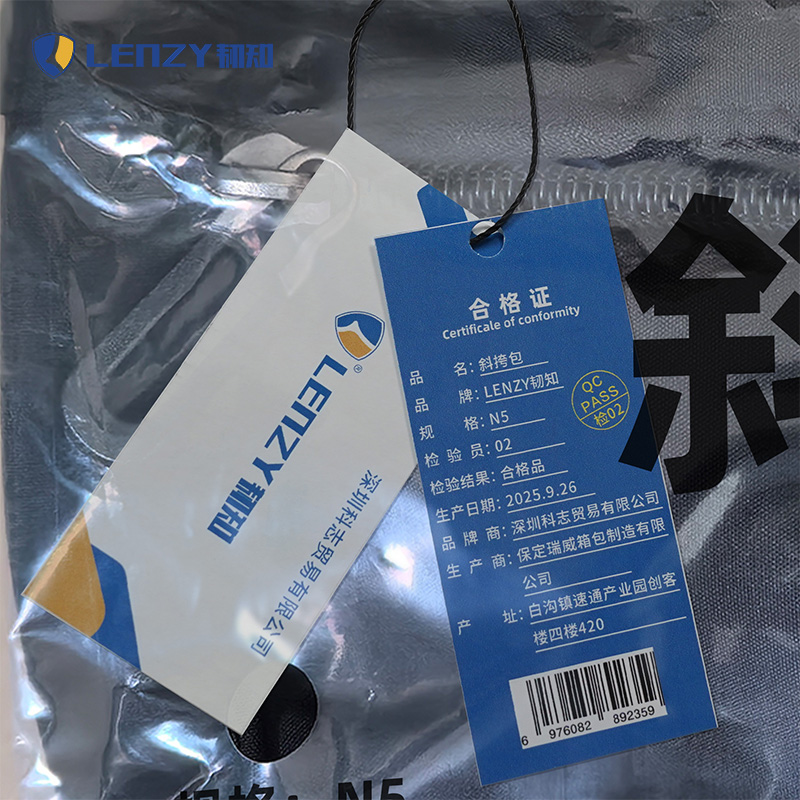 LENZY韧知
斜
LENZY韧知
®
深圳科志贸易有限公司
合格证
Certificale of conformity
品 名：斜挎包
品 牌：LENZY韧知
规 格：N5
检验员：02
检验结果：合格品
生产日期：2025.9.26
品牌商：深圳科志贸易有限公司
生产商：保定瑞威箱包制造有限
公司
产 址：白沟镇速通产业园创客
楼四楼420
QC
PASS
检02
6 976082 892359
规格：N5